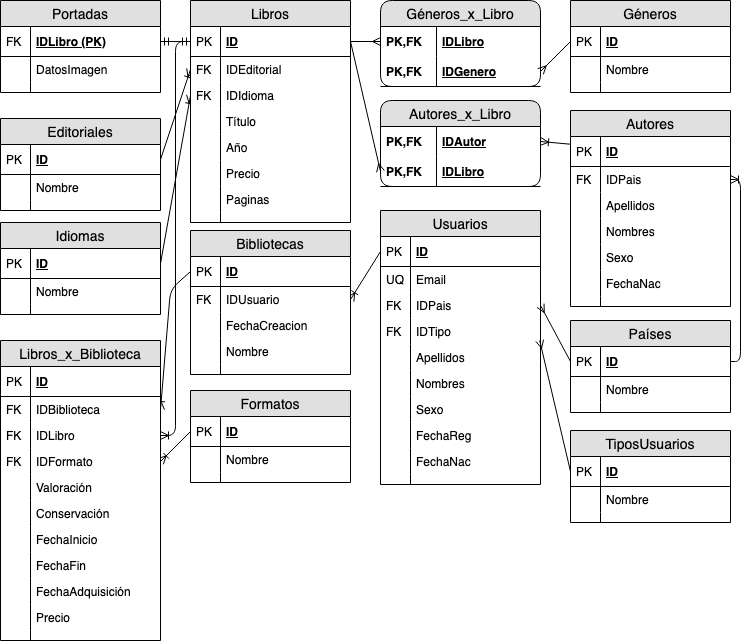 Portadas
FK IDLibro (PK)
DatosImagen
Editoriales
PK ID
Nombre
Idiomas
PK ID
Nombre
Libros_x_Biblioteca
PK ID
FK IDBiblioteca
FK IDLibro
FK IDFormato
Valoración
Conservación
FechaInicio
FechaFin
FechaAdquisición
Precio
Libros
PK ID
FK IDEditorial
FK IDIdioma
Título
Año
Precio
Paginas
Bibliotecas
PK ID
FK IDUsuario
FechaCreacion
Nombre
Formatos
PK ID
Nombre
Géneros_x_Libro
PK,FK IDLibro
PK,FK IDGenero
Autores_x_Libro
PK,FK IDAutor
PK,FK IDLibro
Usuarios
PK ID
UQ Email
FK IDPais
FK IDTipo
Apellidos
Nombres
Sexo
FechaReg
FechaNac
Géneros
PK ID
Nombre
Autores
PK ID
FK IDPais
Apellidos
Nombres
Sexo
FechaNac
Países
PK ID
Nombre
TiposUsuarios
PK ID
Nombre